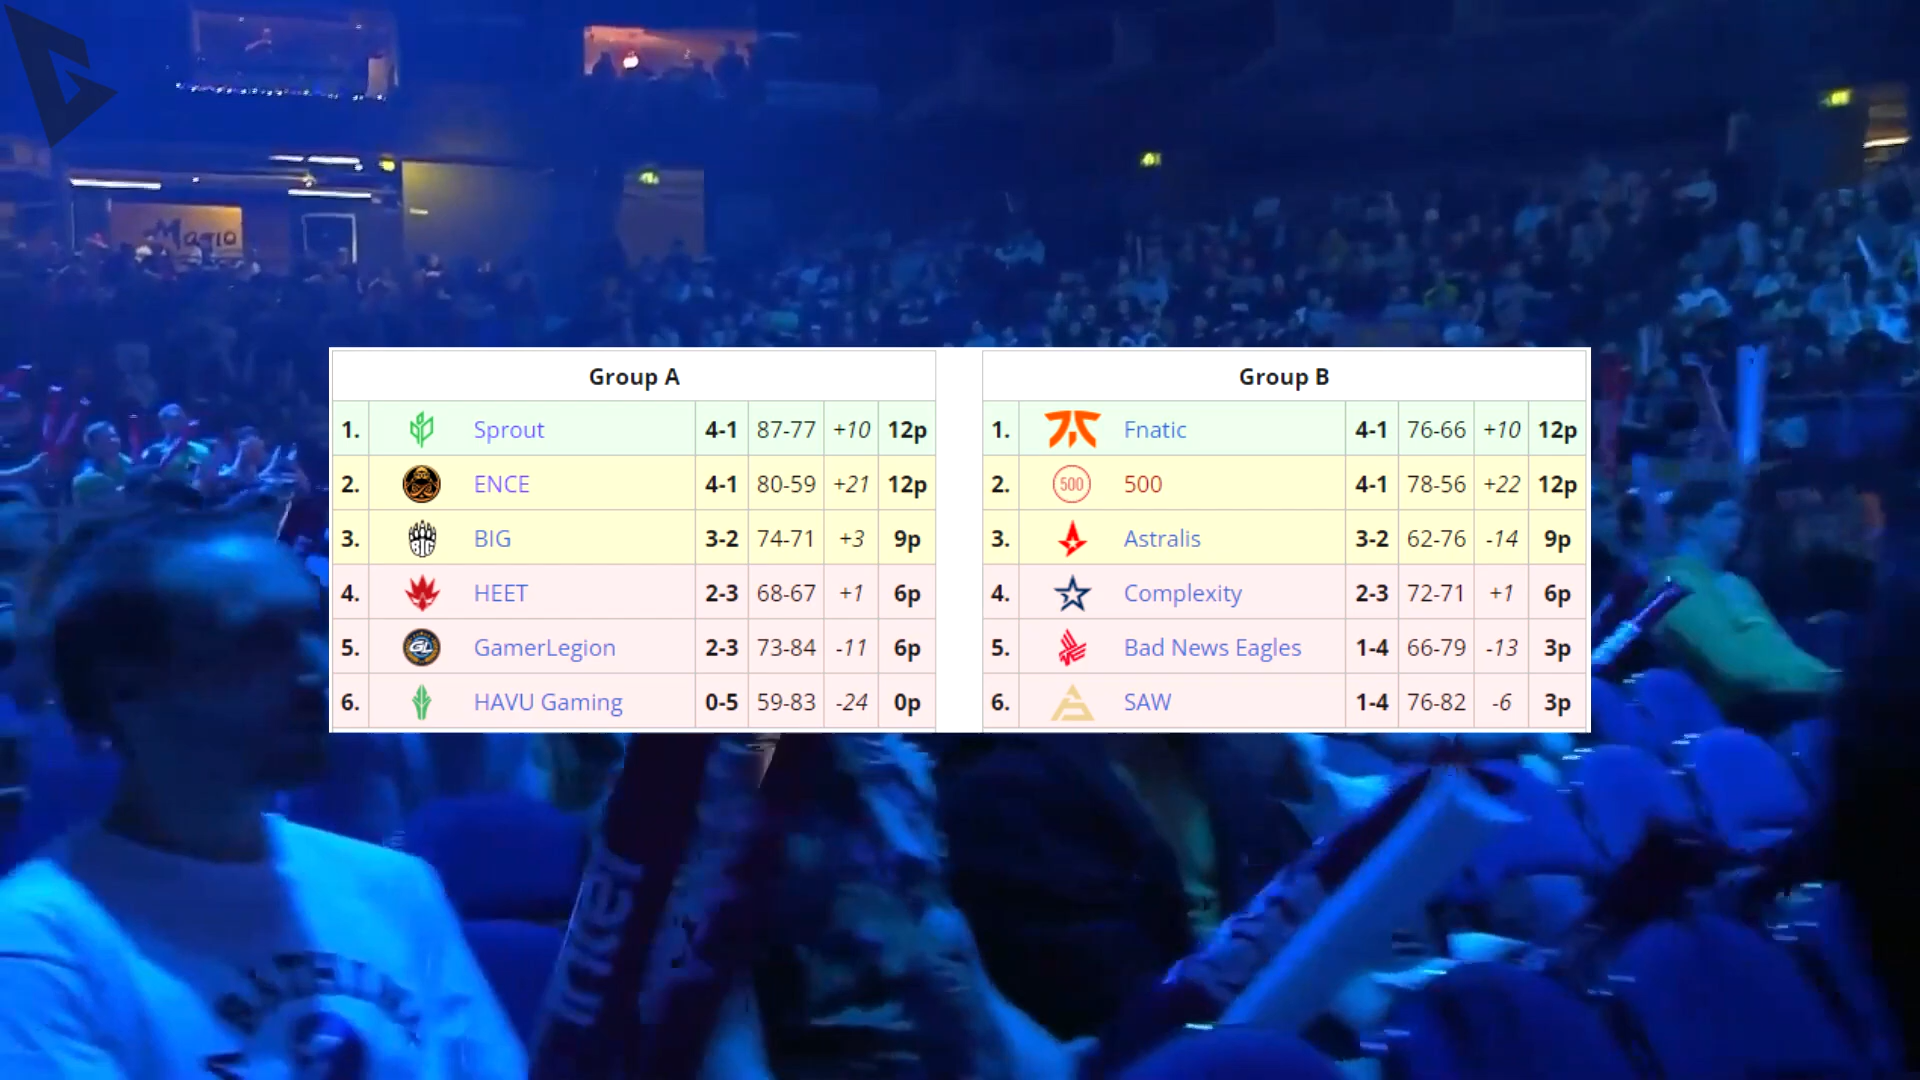 Magio
Group A
1. Sprout 4-1 87-77 +10 12p
2. ENCE 4-1 80-59 +21 12p
3. BIG BIG 3-2 74-71 +3 9p
4. HEET 2-3 68-67 +1 6p
5. GL GamerLegion 2-3 73-84 -11 6p
6. HAVU Gaming 0-5 59-83 -24 0p
Group B
1. Fnatic 4-1 76-66 +10 12p
2. 500 500 4-1 78-56 +22 12p
3. Astralis 3-2 62-76 -14 9p
4. Complexity 2-3 72-71 +1 6p
5. Bad News Eagles 1-4 66-79 -13 3p
6. SAW 1-4 76-82 -6 3p
intel